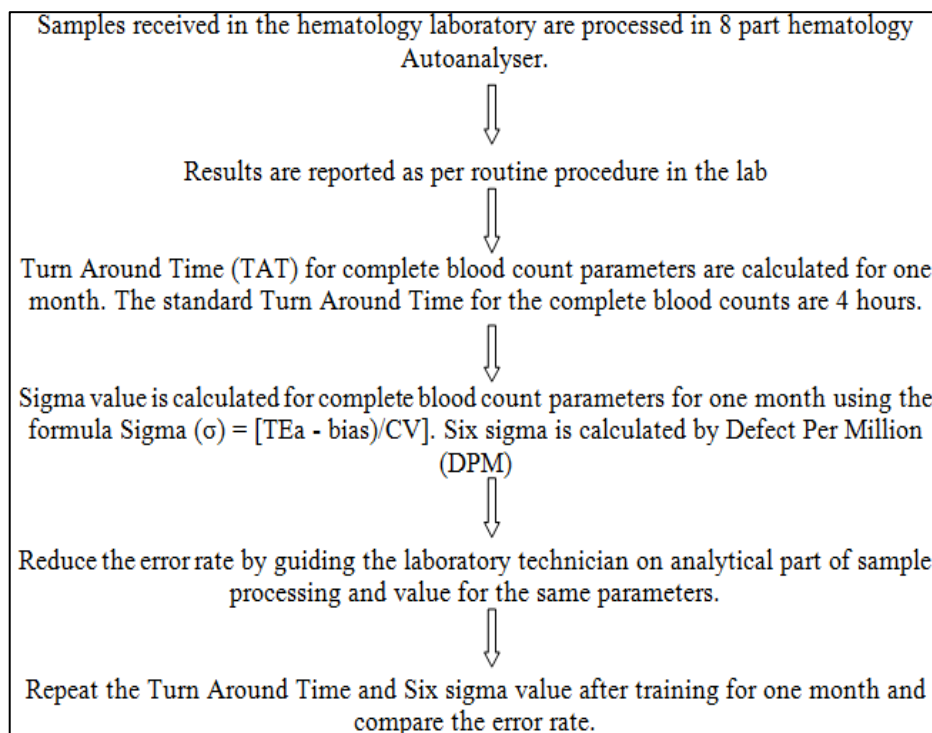 Samples received in the hematology laboratory are processed in 8 part hematology
Autoanalyser.
Results are reported as per routine procedure in the lab
Turn Around Time (TAT) for complete blood count parameters are calculated for one
month. The standard Turn Around Time for the complete blood counts are 4 hours.
Sigma value is calculated for complete blood count parameters for one month using the
formula Sigma (σ) = [TEa - bias)/CV]. Six sigma is calculated by Defect Per Million
(DPM)
Reduce the error rate by guiding the laboratory technician on analytical part of sample
processing and value for the same parameters.
Repeat the Turn Around Time and Six sigma value after training for one month and
compare the error rate.